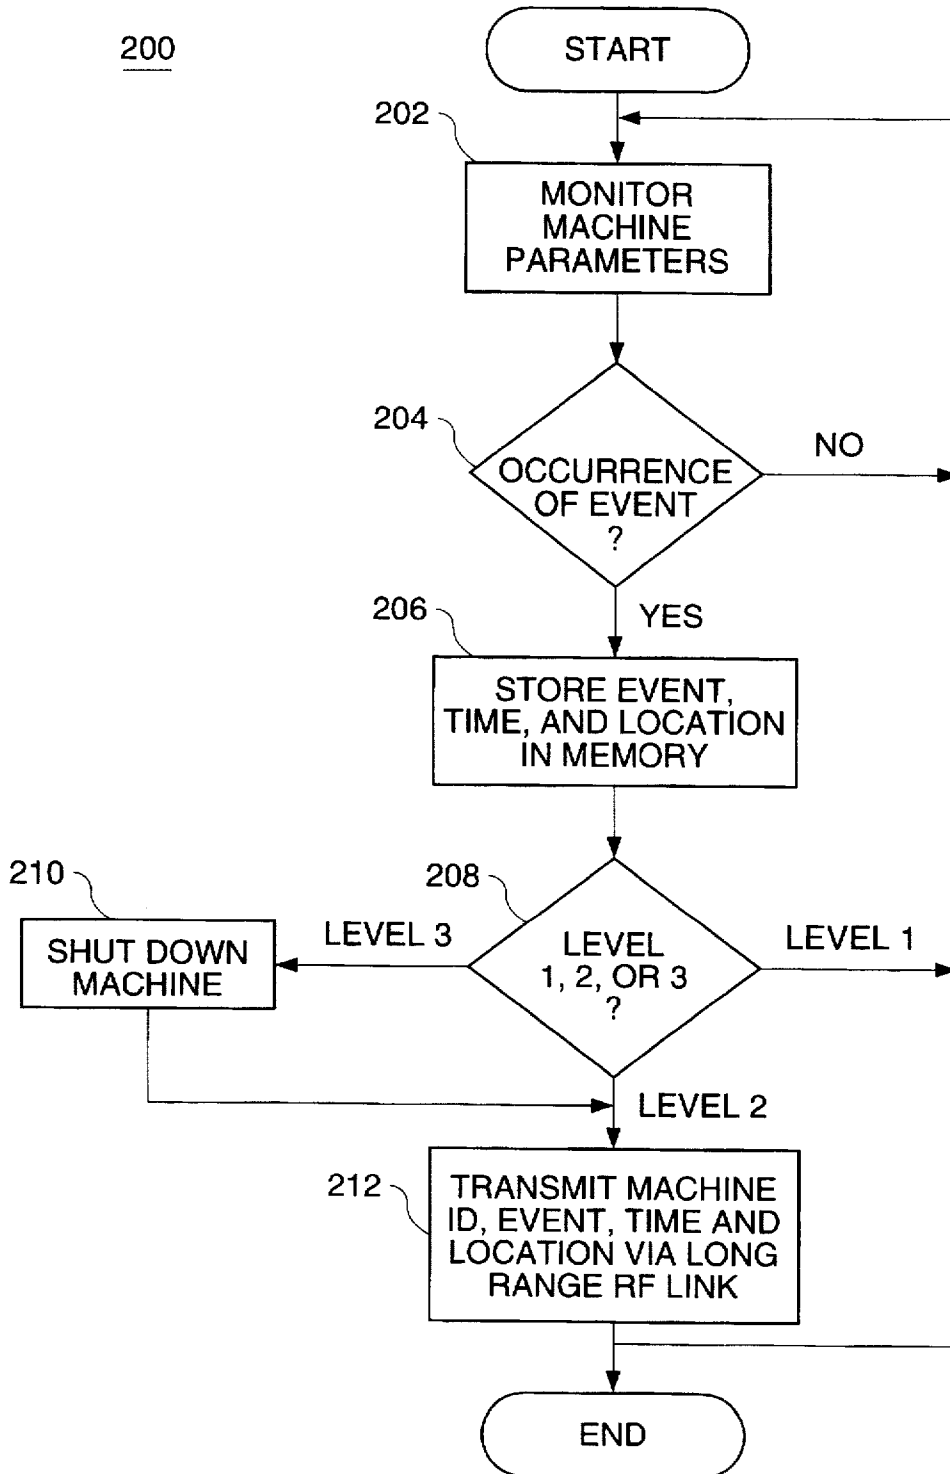 200
START
202
MONITOR
MACHINE
PARAMETERS
204
OCCURRENCE
OF EVENT
?
NO
206
YES
STORE EVENT,
TIME, AND LOCATION
IN MEMORY
210
208
SHUT DOWN
MACHINE
LEVEL 3
LEVEL
1, 2, OR 3
?
LEVEL 1
LEVEL 2
212
TRANSMIT MACHINE
ID, EVENT, TIME AND
LOCATION VIA LONG
RANGE RF LINK
END